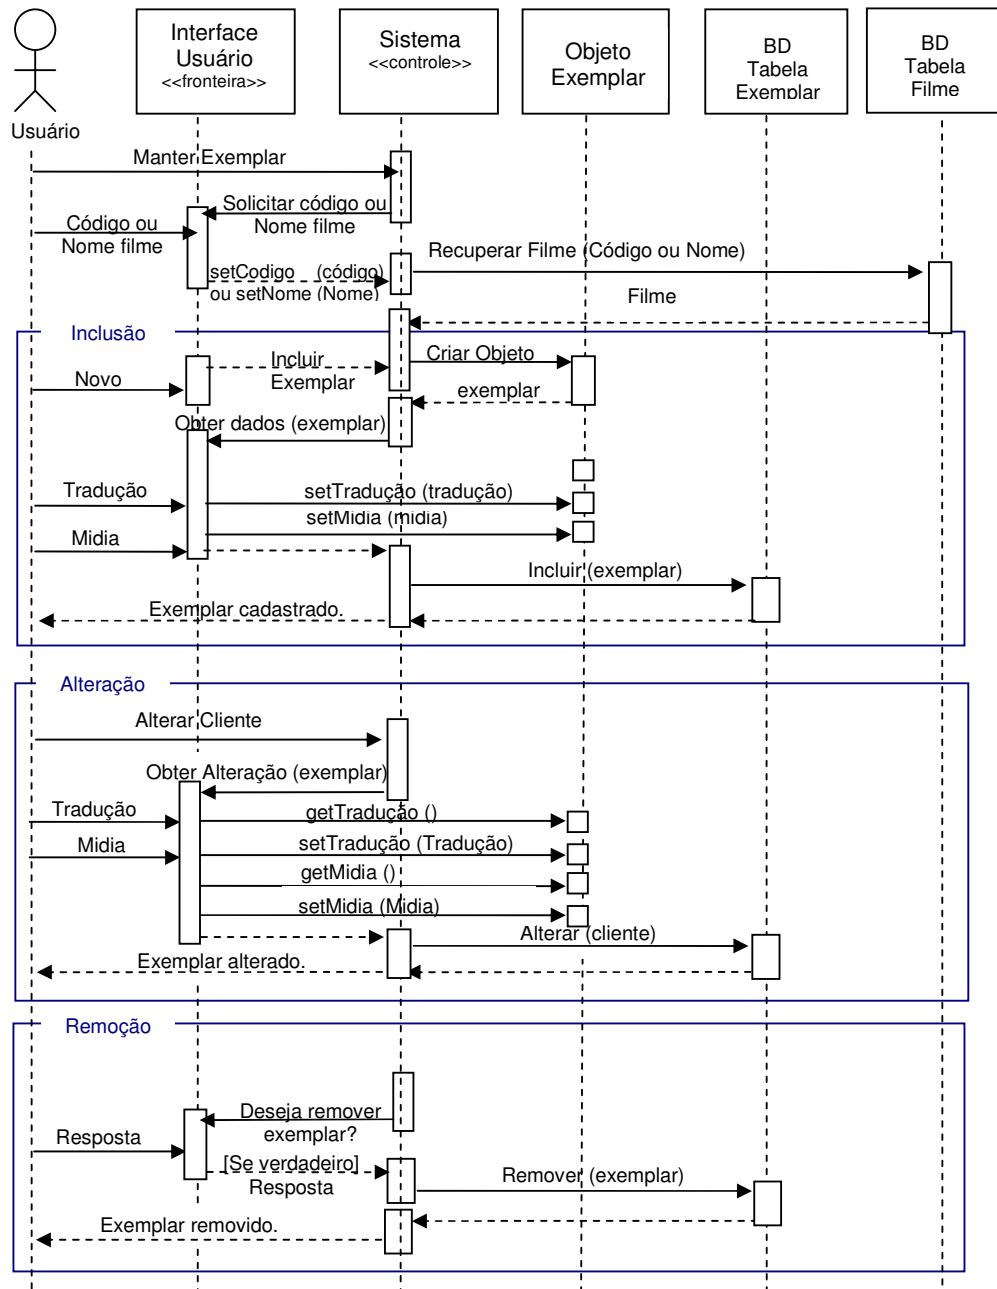 Interface
Usuário
<<fronteira>>
Sistema
<<controle>>
Objeto
Exemplar
BD
Tabela
Exemplar
BD
Tabela
Filme
Usuário
Manter Exemplar
Solicitar código ou
Nome filme
Código ou
Nome filme
Recuperar Filme (Código ou Nome)
setCodigo (código)
ou setNome (Nome)
Filme
Inclusão
Incluir
Exemplar
Criar Objeto
Novo
exemplar
Obter dados (exemplar)
Tradução
setTradução (tradução)
setMidia (midia)
Midia
Incluir (exemplar)
Exemplar cadastrado.
Alteração
Alterar Cliente
Obter Alteração (exemplar)
Tradução
getTradução ()
Midia
setTradução (Tradução)
getMidia ()
setMidia (Midia)
Alterar (cliente)
Exemplar alterado.
Remoção
Deseja remover
exemplar?
Resposta
[Se verdadeiro]
Resposta
Remover (exemplar)
Exemplar removido.